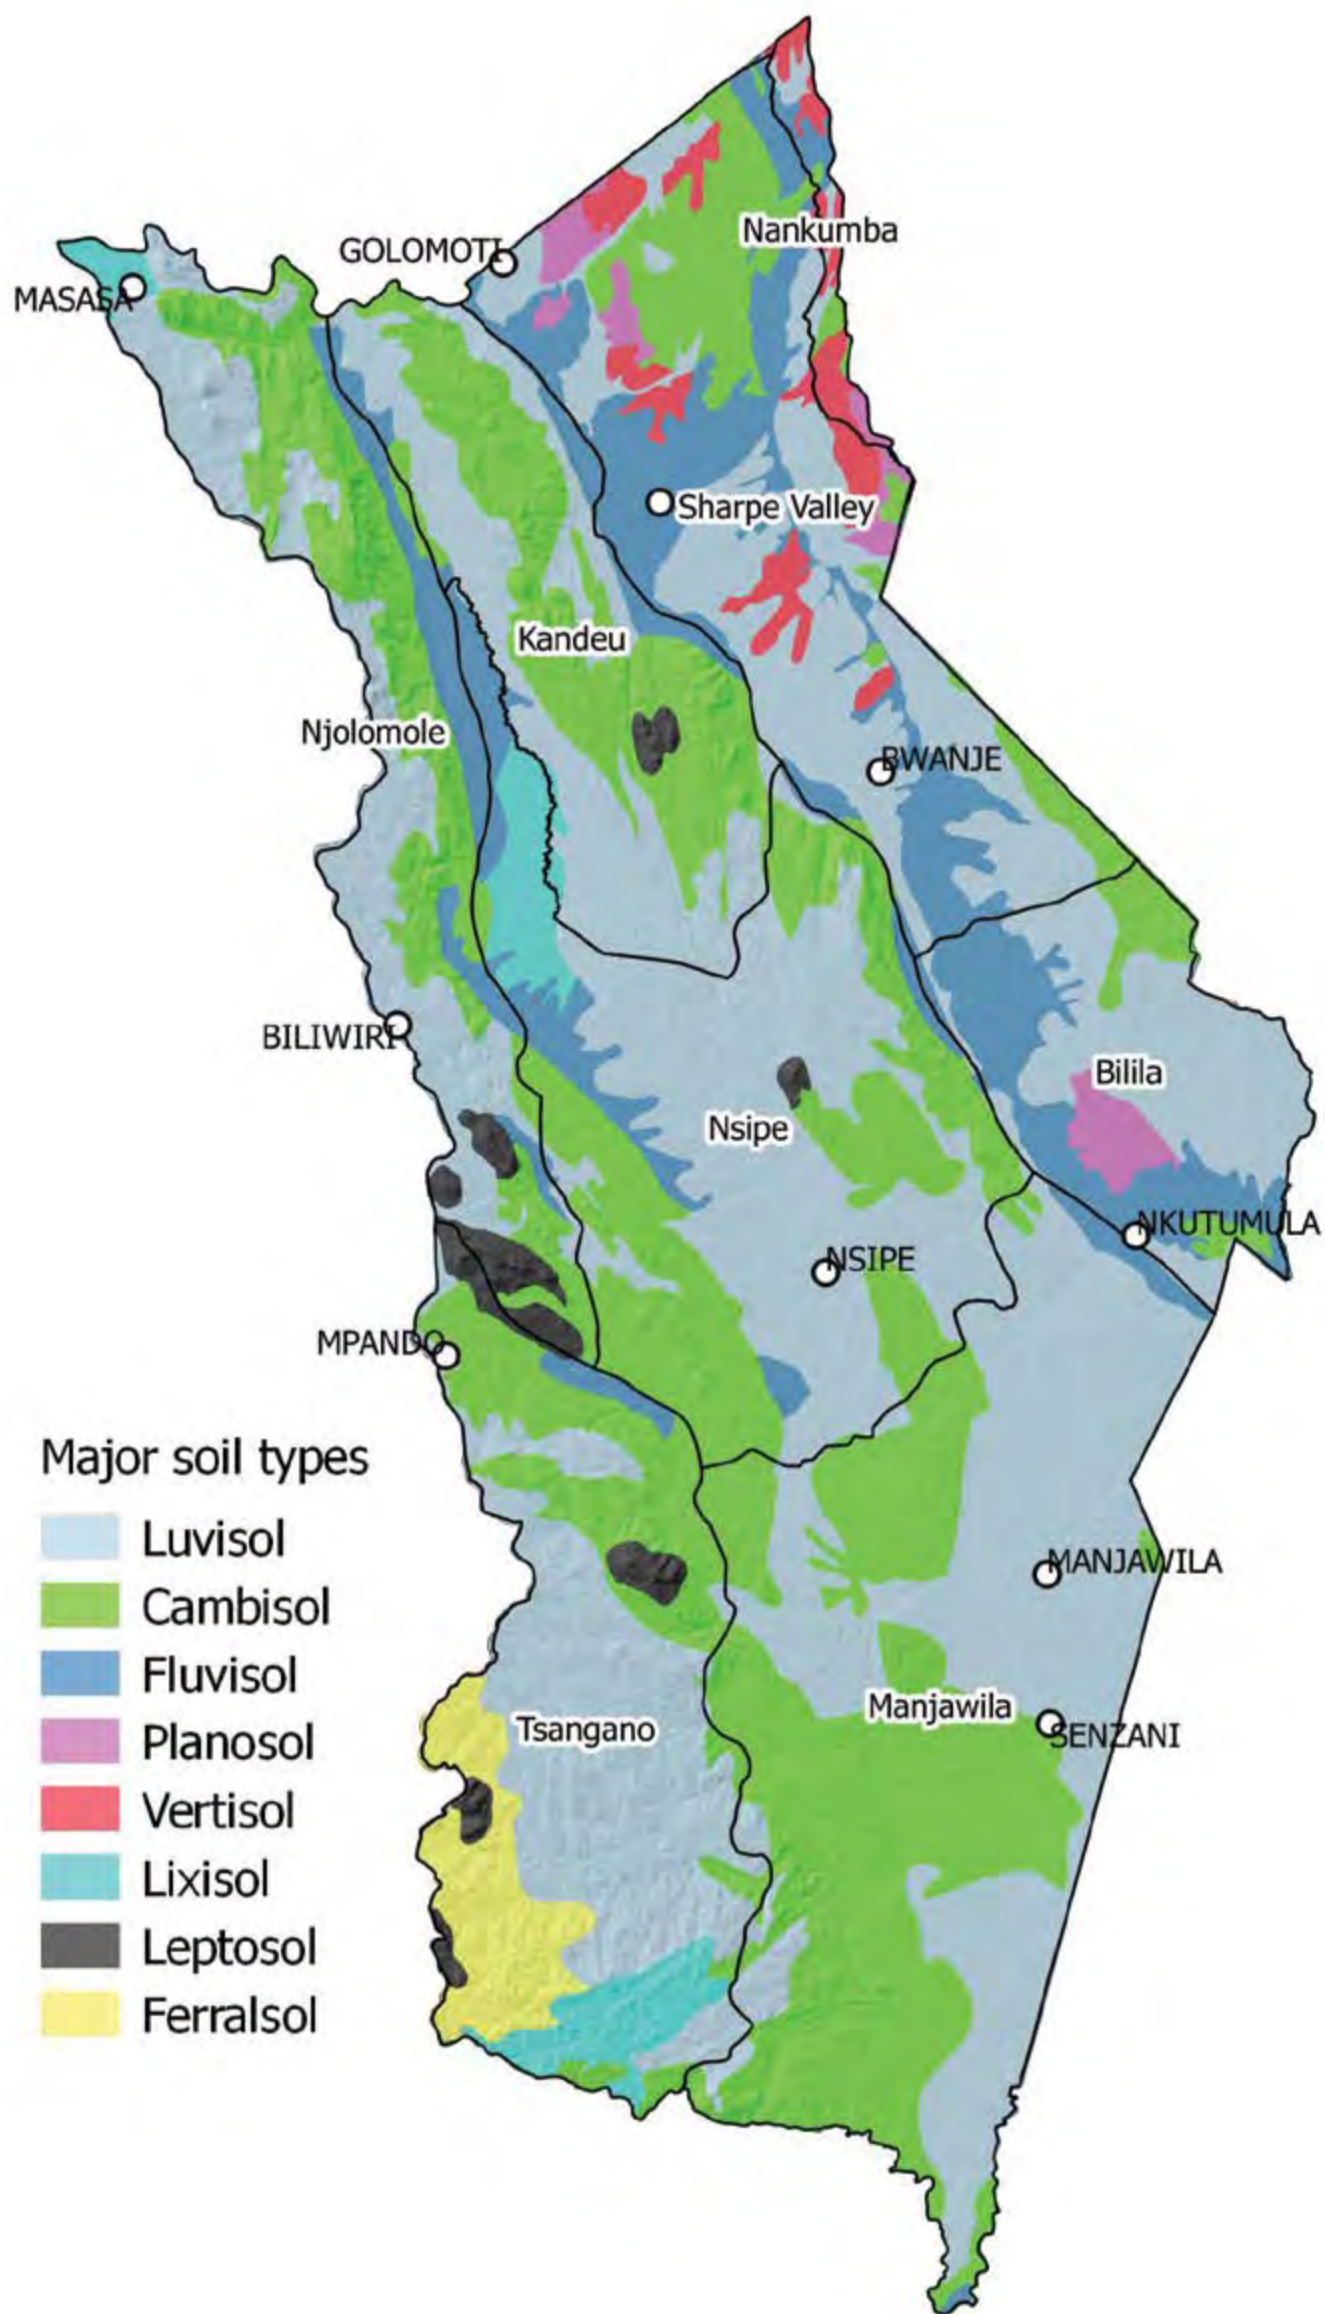 Nankumba
GOLOMOTI
MASASA
Sharpe Valley
Kandeu
Njolomole
BWANJE
BILIWIRI
Bilila
Nsipe
NKUTUMULA
NSIPE
MPANDO
Major soil types
Luvisol
Cambisol
Fluvisol
Planosol
Vertisol
Lixisol
Leptosol
Ferralsol
MANJAWILA
Manjawila
SENZANI
Tsangano